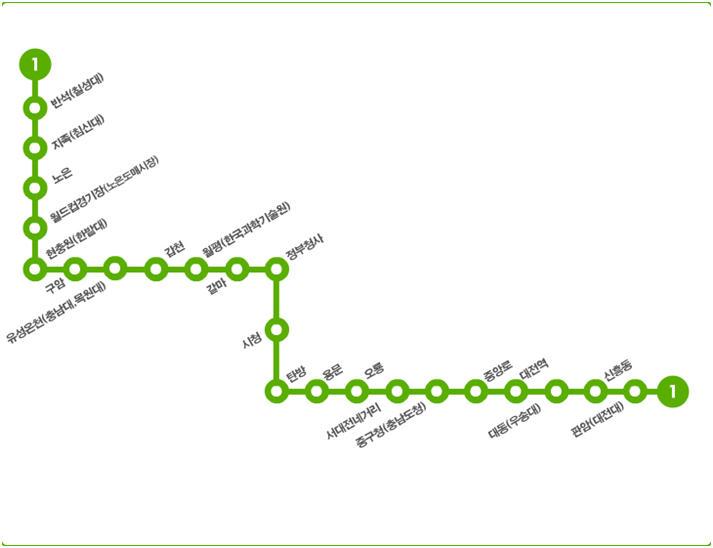 1
반석(칠성대)
지족(침신대)
노은
월드컵경기장(노은도매시장)
현충원(한밭대)
구암
유성온천(충남대,목원대)
갑천
월평(한국과학기술원)
갈마
정부청사
시청
탄방
용문
오룡
서대전네거리
중구청(충남도청)
중앙로
대전역
대동(우송대)
신흥동
판암(대전대)
1